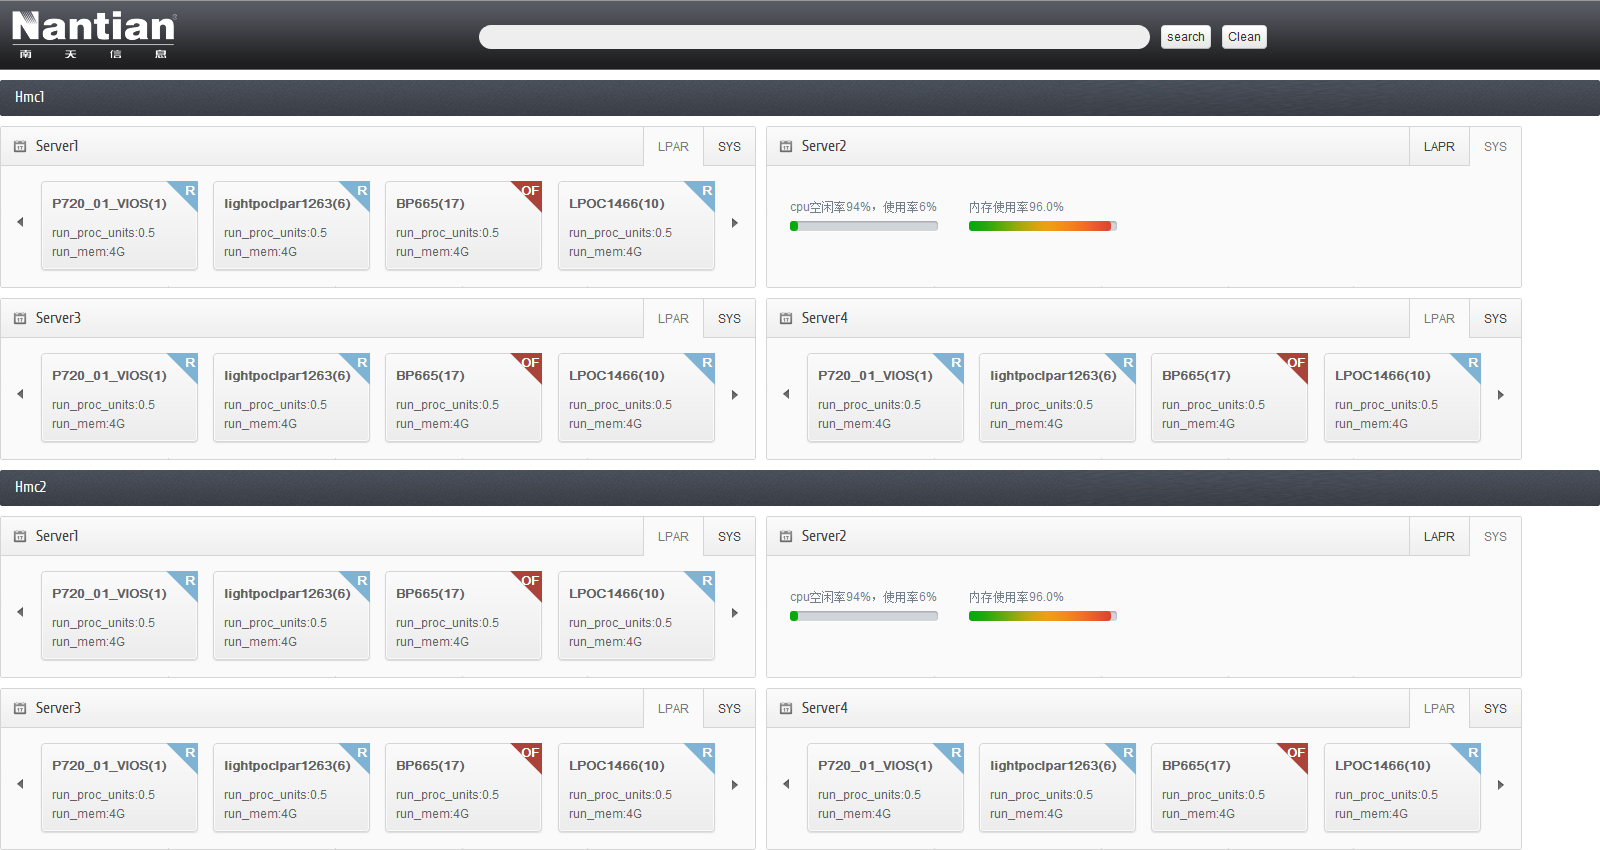 Nantian®
南 天 信 息
search Clean
Hmc1
Server1 LPAR SYS
P720_01_VIOS(1) R
run_proc_units:0.5
run_mem:4G
lightpoclpar1263(6) R
run_proc_units:0.5
run_mem:4G
BP665(17) OF
run_proc_units:0.5
run_mem:4G
LPOC1466(10) R
run_proc_units:0.5
run_mem:4G
Server2 LAPR SYS
cpu空闲率94%，使用率6%
内存使用率96.0%
Server3 LPAR SYS
P720_01_VIOS(1) R
run_proc_units:0.5
run_mem:4G
lightpoclpar1263(6) R
run_proc_units:0.5
run_mem:4G
BP665(17) OF
run_proc_units:0.5
run_mem:4G
LPOC1466(10) R
run_proc_units:0.5
run_mem:4G
Server4 LPAR SYS
P720_01_VIOS(1) R
run_proc_units:0.5
run_mem:4G
lightpoclpar1263(6) R
run_proc_units:0.5
run_mem:4G
BP665(17) OF
run_proc_units:0.5
run_mem:4G
LPOC1466(10) R
run_proc_units:0.5
run_mem:4G
Hmc2
Server1 LPAR SYS
P720_01_VIOS(1) R
run_proc_units:0.5
run_mem:4G
lightpoclpar1263(6) R
run_proc_units:0.5
run_mem:4G
BP665(17) OF
run_proc_units:0.5
run_mem:4G
LPOC1466(10) R
run_proc_units:0.5
run_mem:4G
Server2 LAPR SYS
cpu空闲率94%，使用率6%
内存使用率96.0%
Server3 LPAR SYS
P720_01_VIOS(1) R
run_proc_units:0.5
run_mem:4G
lightpoclpar1263(6) R
run_proc_units:0.5
run_mem:4G
BP665(17) OF
run_proc_units:0.5
run_mem:4G
LPOC1466(10) R
run_proc_units:0.5
run_mem:4G
Server4 LPAR SYS
P720_01_VIOS(1) R
run_proc_units:0.5
run_mem:4G
lightpoclpar1263(6) R
run_proc_units:0.5
run_mem:4G
BP665(17) OF
run_proc_units:0.5
run_mem:4G
LPOC1466(10) R
run_proc_units:0.5
run_mem:4G